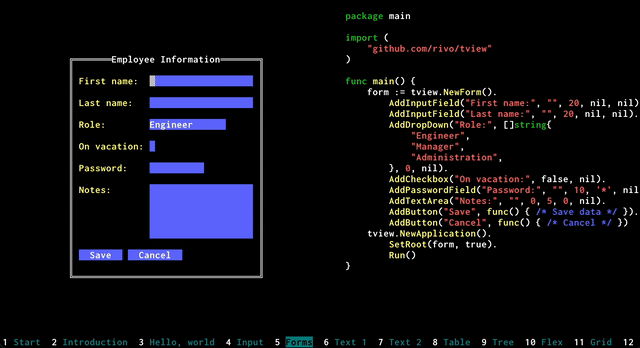 Employee Information
First name:
Last name:
Role: Engineer
On vacation:
Password:
Notes:
Save Cancel
package main
import (
"github.com/rivo/tview"
)
func main() {
form := tview.NewForm().
AddInputField("First name:", "", 20, nil, nil).
AddInputField("Last name:", "", 20, nil, nil).
AddDropDown("Role:", []string{
"Engineer",
"Manager",
"Administration",
}, 0, nil).
AddCheckbox("On vacation:", false, nil).
AddPasswordField("Password:", "", 10, '*', nil
AddTextArea("Notes:", "", 0, 5, 0, nil).
AddButton("Save", func() { /* Save data */ }).
AddButton("Cancel", func() { /* Cancel */ })
tview.NewApplication().
SetRoot(form, true).
Run()
}
1 Start 2 Introduction 3 Hello, world 4 Input 5 Forms 6 Text 1 7 Text 2 8 Table 9 Tree 10 Flex 11 Grid 12